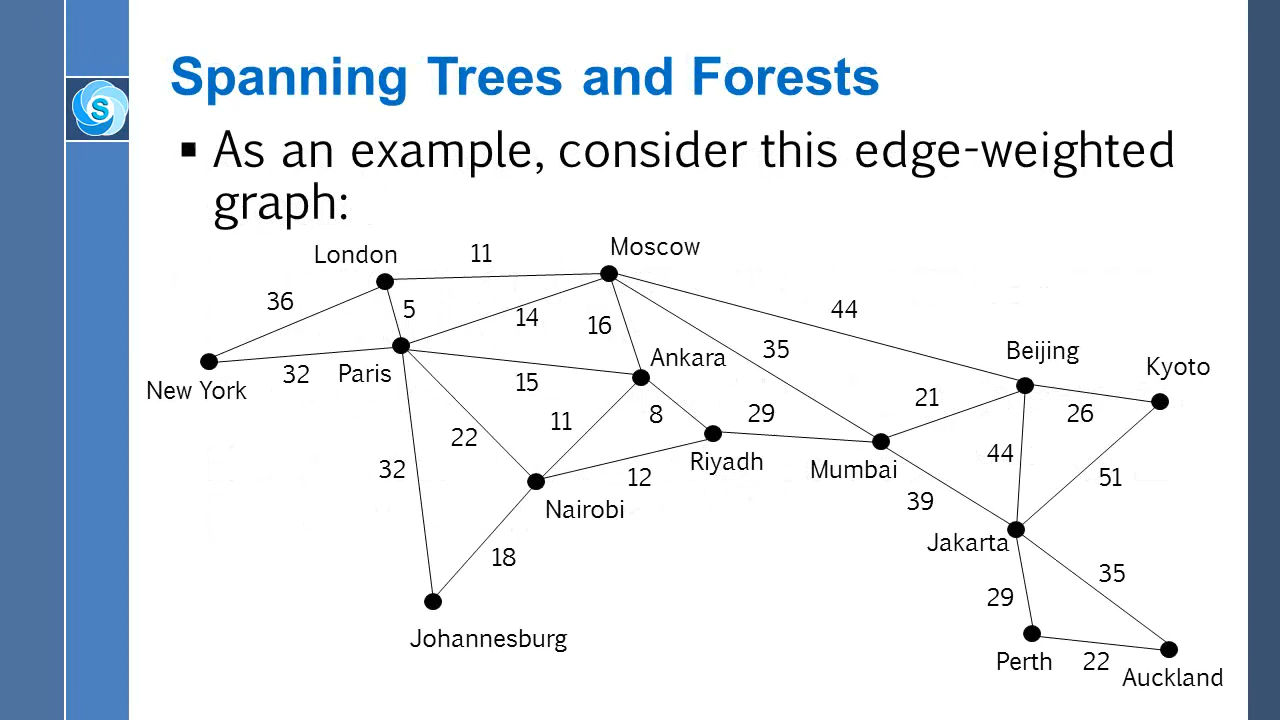 Spanning Trees and Forests
S
▪ As an example, consider this edge-weighted
graph:
London
11
Moscow
36
5
14
16
44
35
Beijing
Kyoto
New York
32
Paris
15
Ankara
21
26
22
11
8
29
32
12
Riyadh
Mumbai
44
51
39
Nairobi
18
Jakarta
35
29
Johannesburg
Perth
22
Auckland